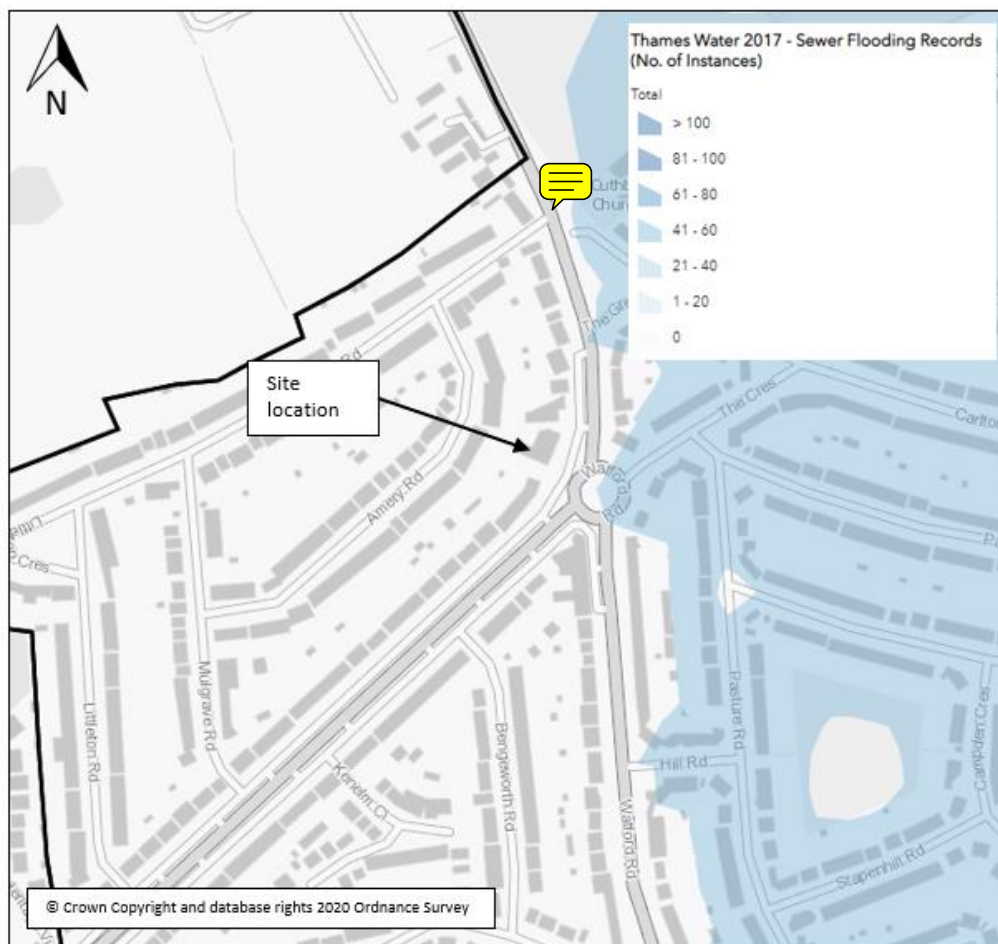 N
Thames Water 2017 - Sewer Flooding Records
(No. of Instances)
Total
> 100
81 - 100
61 - 80
41 - 60
21 - 40
1 - 20
0
Site
location
Rd
The Cres
Watford
Rd
Amery Rd
Mulgrave Rd
Littleton Rd
Kenelm Cl
Bengeworth Rd
Watford Rd
Pasture Rd
Hill Rd
Campden Cres
Stapenhill Rd
Cres
© Crown Copyright and database rights 2020 Ordnance Survey